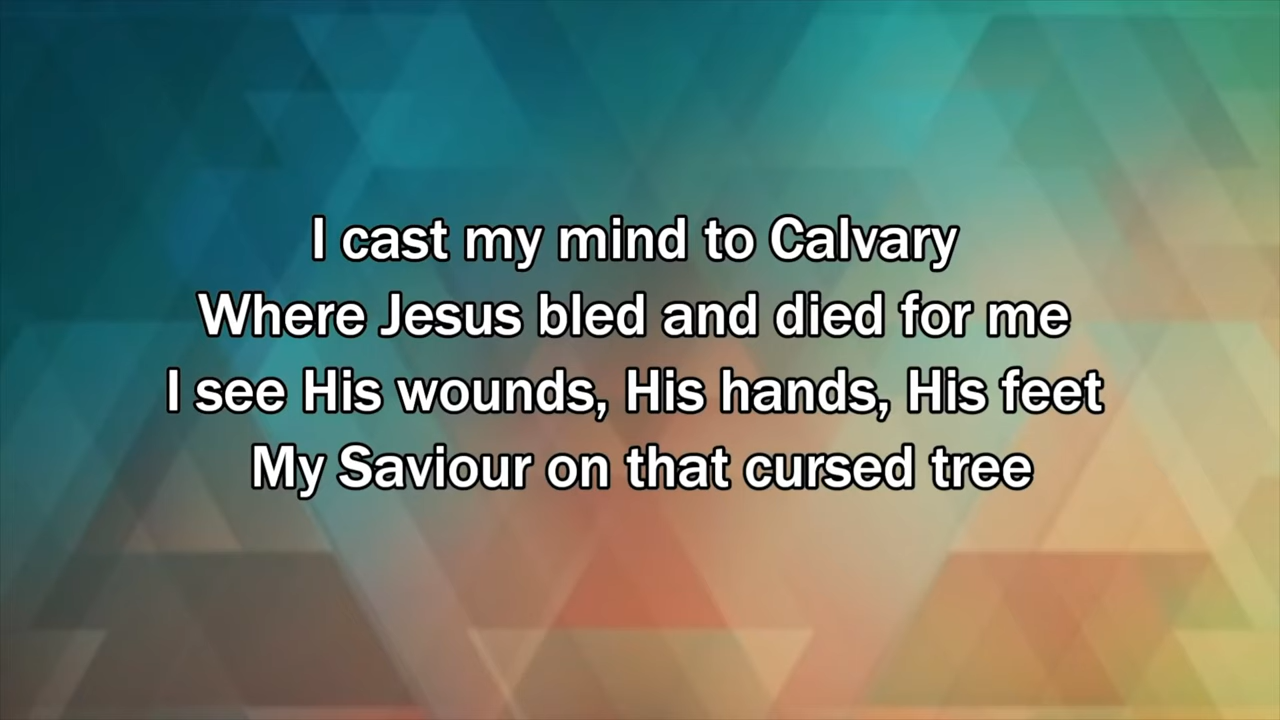 I cast my mind to Calvary
Where Jesus bled and died for me
I see His wounds, His hands, His feet
My Saviour on that cursed tree